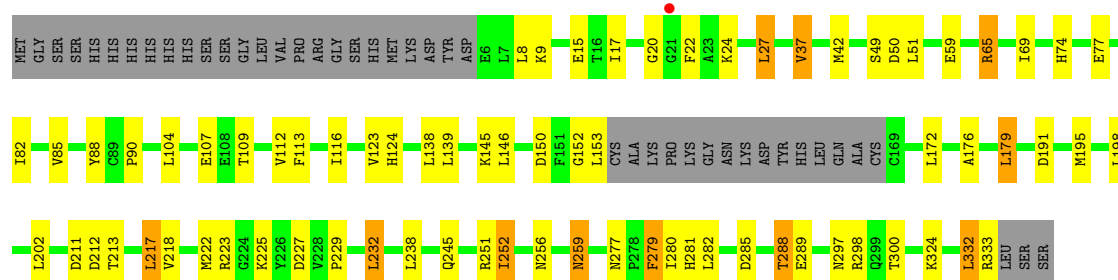 MET GLY SER SER HIS HIS HIS HIS HIS HIS SER SER GLY LEU VAL PRO ARG GLY SER HIS MET LYS ASP TYR ASP E6 L7 L8 K9 E15 T16 I17 G20 G21 F22 A23 K24 L27 V37 M42 S49 D50 L51 E59 R65 I69 H74 E77
I82 V85 Y88 C89 P90 L104 E107 E108 T109 V112 F113 I116 V123 H124 L138 L139 K145 L146 D150 F151 G152 L153 CYS ALA LYS PRO LYS GLY ASN LYS ASP TYR HIS LEU GLN ALA CYS C169 L172 A176 L179 D191 M195 L198
L202 D211 D212 T213 L217 V218 M222 R223 G224 K225 Y226 D227 V228 P229 L232 L238 Q245 R251 I252 N256 N259 N277 P278 F279 I280 H281 L282 D285 T288 E289 N297 R298 Q299 T300 K324 L332 R333 LEU SER SER